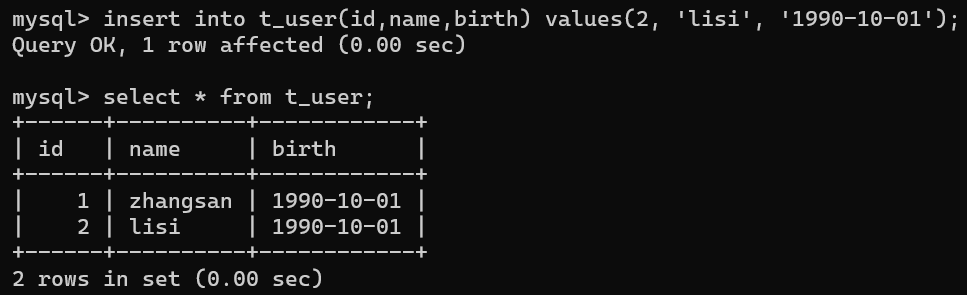 mysql> insert into t_user(id,name,birth) values(2, 'lisi', '1990-10-01');
Query OK, 1 row affected (0.00 sec)

mysql> select * from t_user;
+------+----------+------------+
| id   | name     | birth      |
+------+----------+------------+
|    1 | zhangsan | 1990-10-01 |
|    2 | lisi     | 1990-10-01 |
+------+----------+------------+
2 rows in set (0.00 sec)